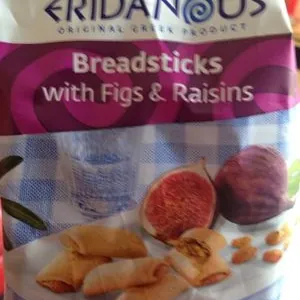 ERIDANOUS
ORIGINAL GREEK PRODUCT
Breadsticks
with Figs & Raisins